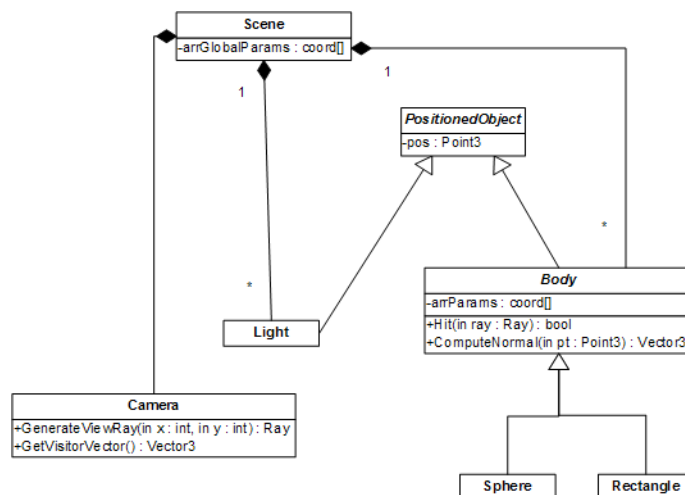 Scene
-arrGlobalParams : coord[]
1
1
PositionedObject
-pos : Point3
*
*
Body
-arrParams : coord[]
+Hit(in ray : Ray) : bool
+ComputeNormal(in pt : Point3) : Vector3
Light
Camera
+GenerateViewRay(in x : int, in y : int) : Ray
+GetVisitorVector() : Vector3
Sphere
Rectangle